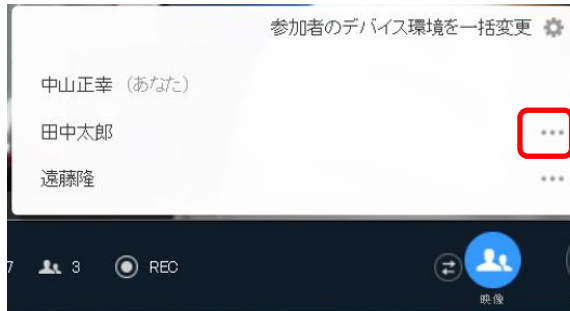 参加者のデバイス環境を一括変更
中山正幸（あなた）
田中太郎
遠藤隆
7 3 REC
映像